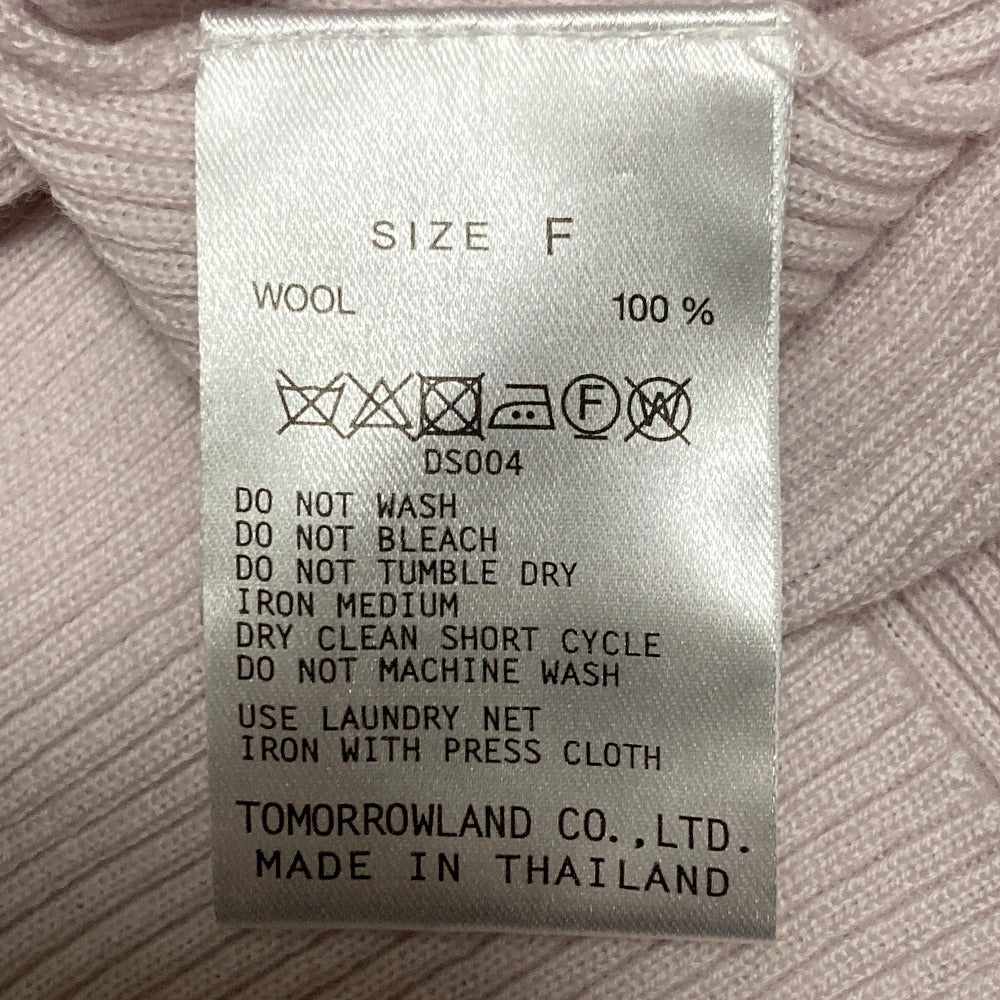 SIZE F
WOOL 100 %
F W
DS004
DO NOT WASH
DO NOT BLEACH
DO NOT TUMBLE DRY
IRON MEDIUM
DRY CLEAN SHORT CYCLE
DO NOT MACHINE WASH
USE LAUNDRY NET
IRON WITH PRESS CLOTH
TOMORROWLAND CO.,LTD.
MADE IN THAILAND